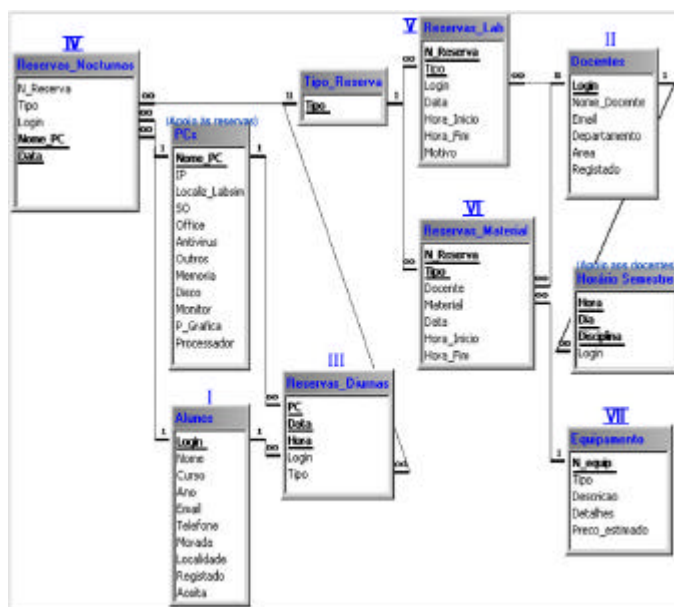 IV
Reservas_Nocturnas
N_Reserva
Tipo
Login
Nome_PC
Data
(Apoio às reservas)
PCs
Nome_PC
IP
Localiz_Labsim
SO
Office
Antivirus
Outros
Memoria
Disco
Monitor
P_Grafica
Processador
I
Alunos
Login
Nome
Curso
Ano
Email
Telefone
Morada
Localidade
Registado
Aceita
Tipo_Reserva
Tipo
III
Reservas_Diurnas
PC
Data
Hora
Login
Tipo
V
Reservas_Lab
N_Reserva
Tipo
Login
Data
Hora_Inicio
Hora_Fim
Motivo
VI
Reservas_Material
N_Reserva
Tipo
Docente
Material
Data
Hora_Inicio
Hora_Fim
II
Docentes
Login
Nome_Docente
Email
Departamento
Area
Registado
(Apoio aos docentes
Horário Semestre
Hora
Dia
Disciplina
Login
VII
Equipamento
N_equip
Tipo
Descricao
Detalhes
Preco_estimado